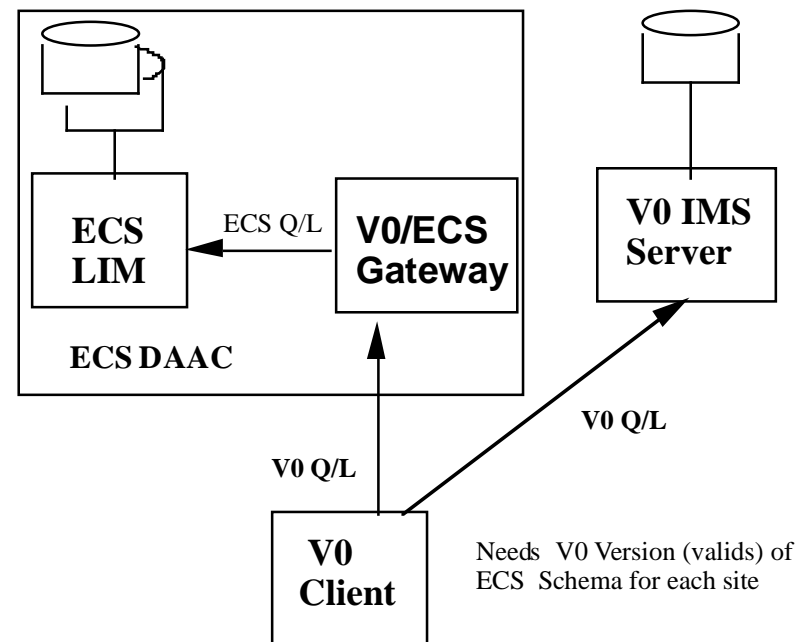 ECS
LIM
ECS Q/L
V0/ECS
Gateway
V0 IMS
Server
ECS DAAC
V0 Q/L
V0 Q/L
V0
Client
Needs V0 Version (valids) of
ECS Schema for each site